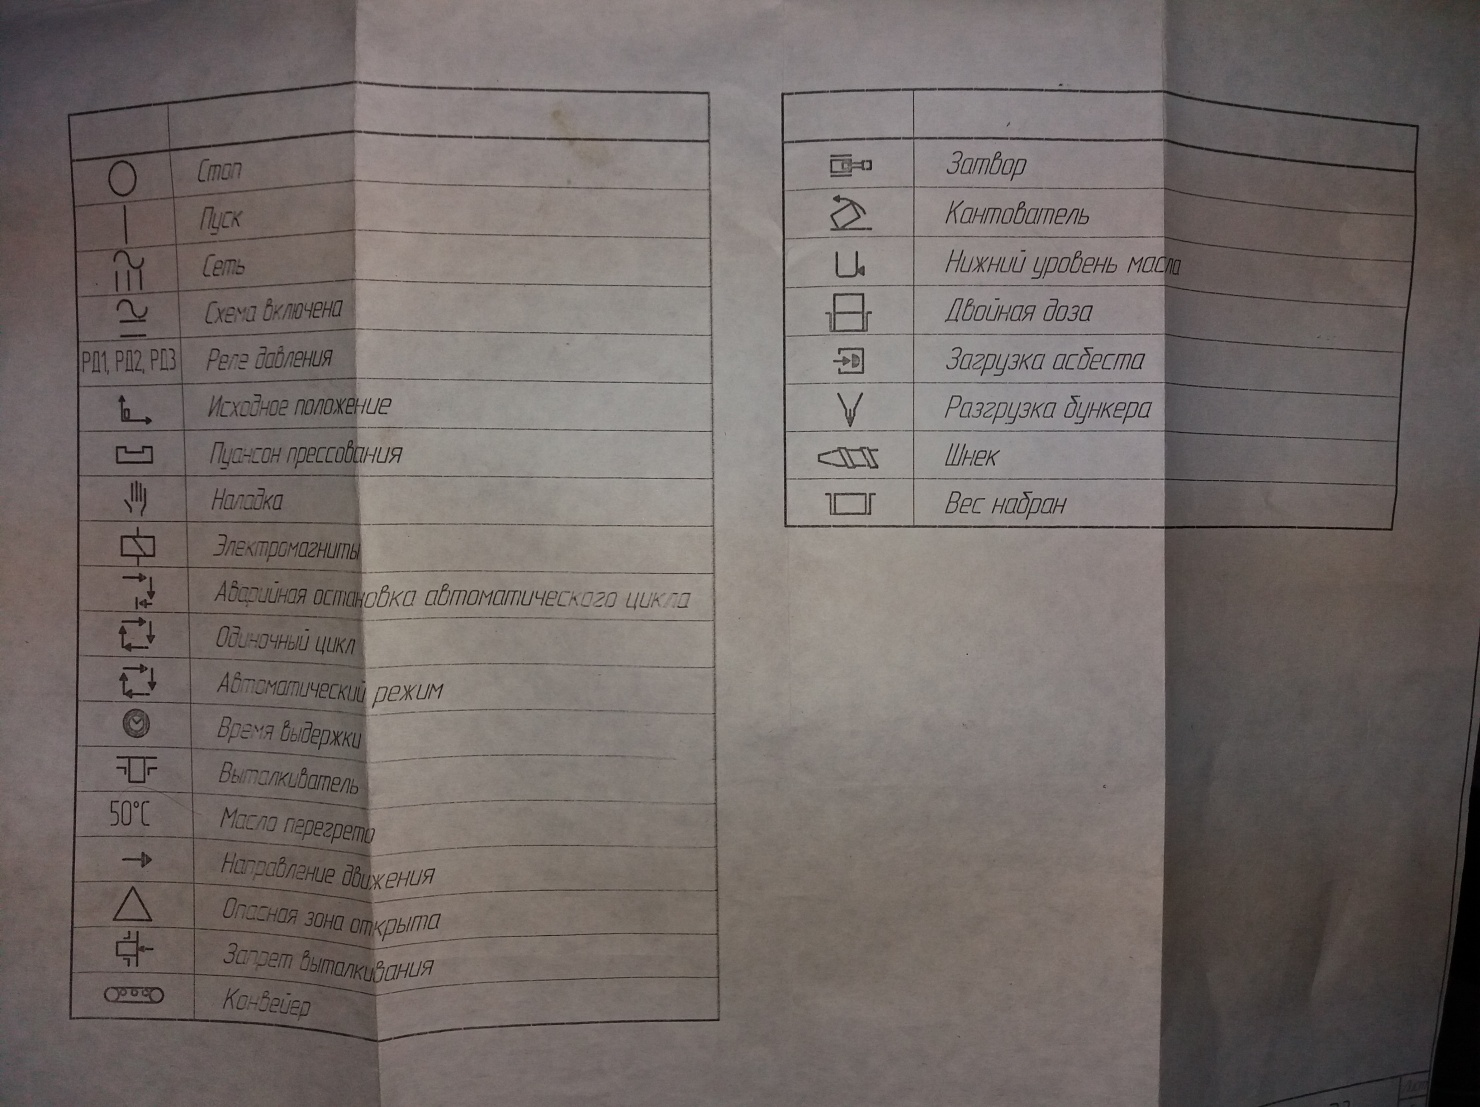 Стоп
Пуск
Сеть
Схема включена
РД1, РД2, РД3 Реле давления
Исходное положение
Пуансон прессования
Наладка
Электромагниты
Аварийная остановка автоматического цикла
Одиночный цикл
Автоматический режим
Время выдержки
Выталкиватель
50°C Масло перегрето
Направление движения
Опасная зона открыта
Запрет выталкивания
Конвейер
Затвор
Кантователь
Нижний уровень масла
Двойная доза
Загрузка асбеста
Разгрузка бункера
Шнек
Вес набран